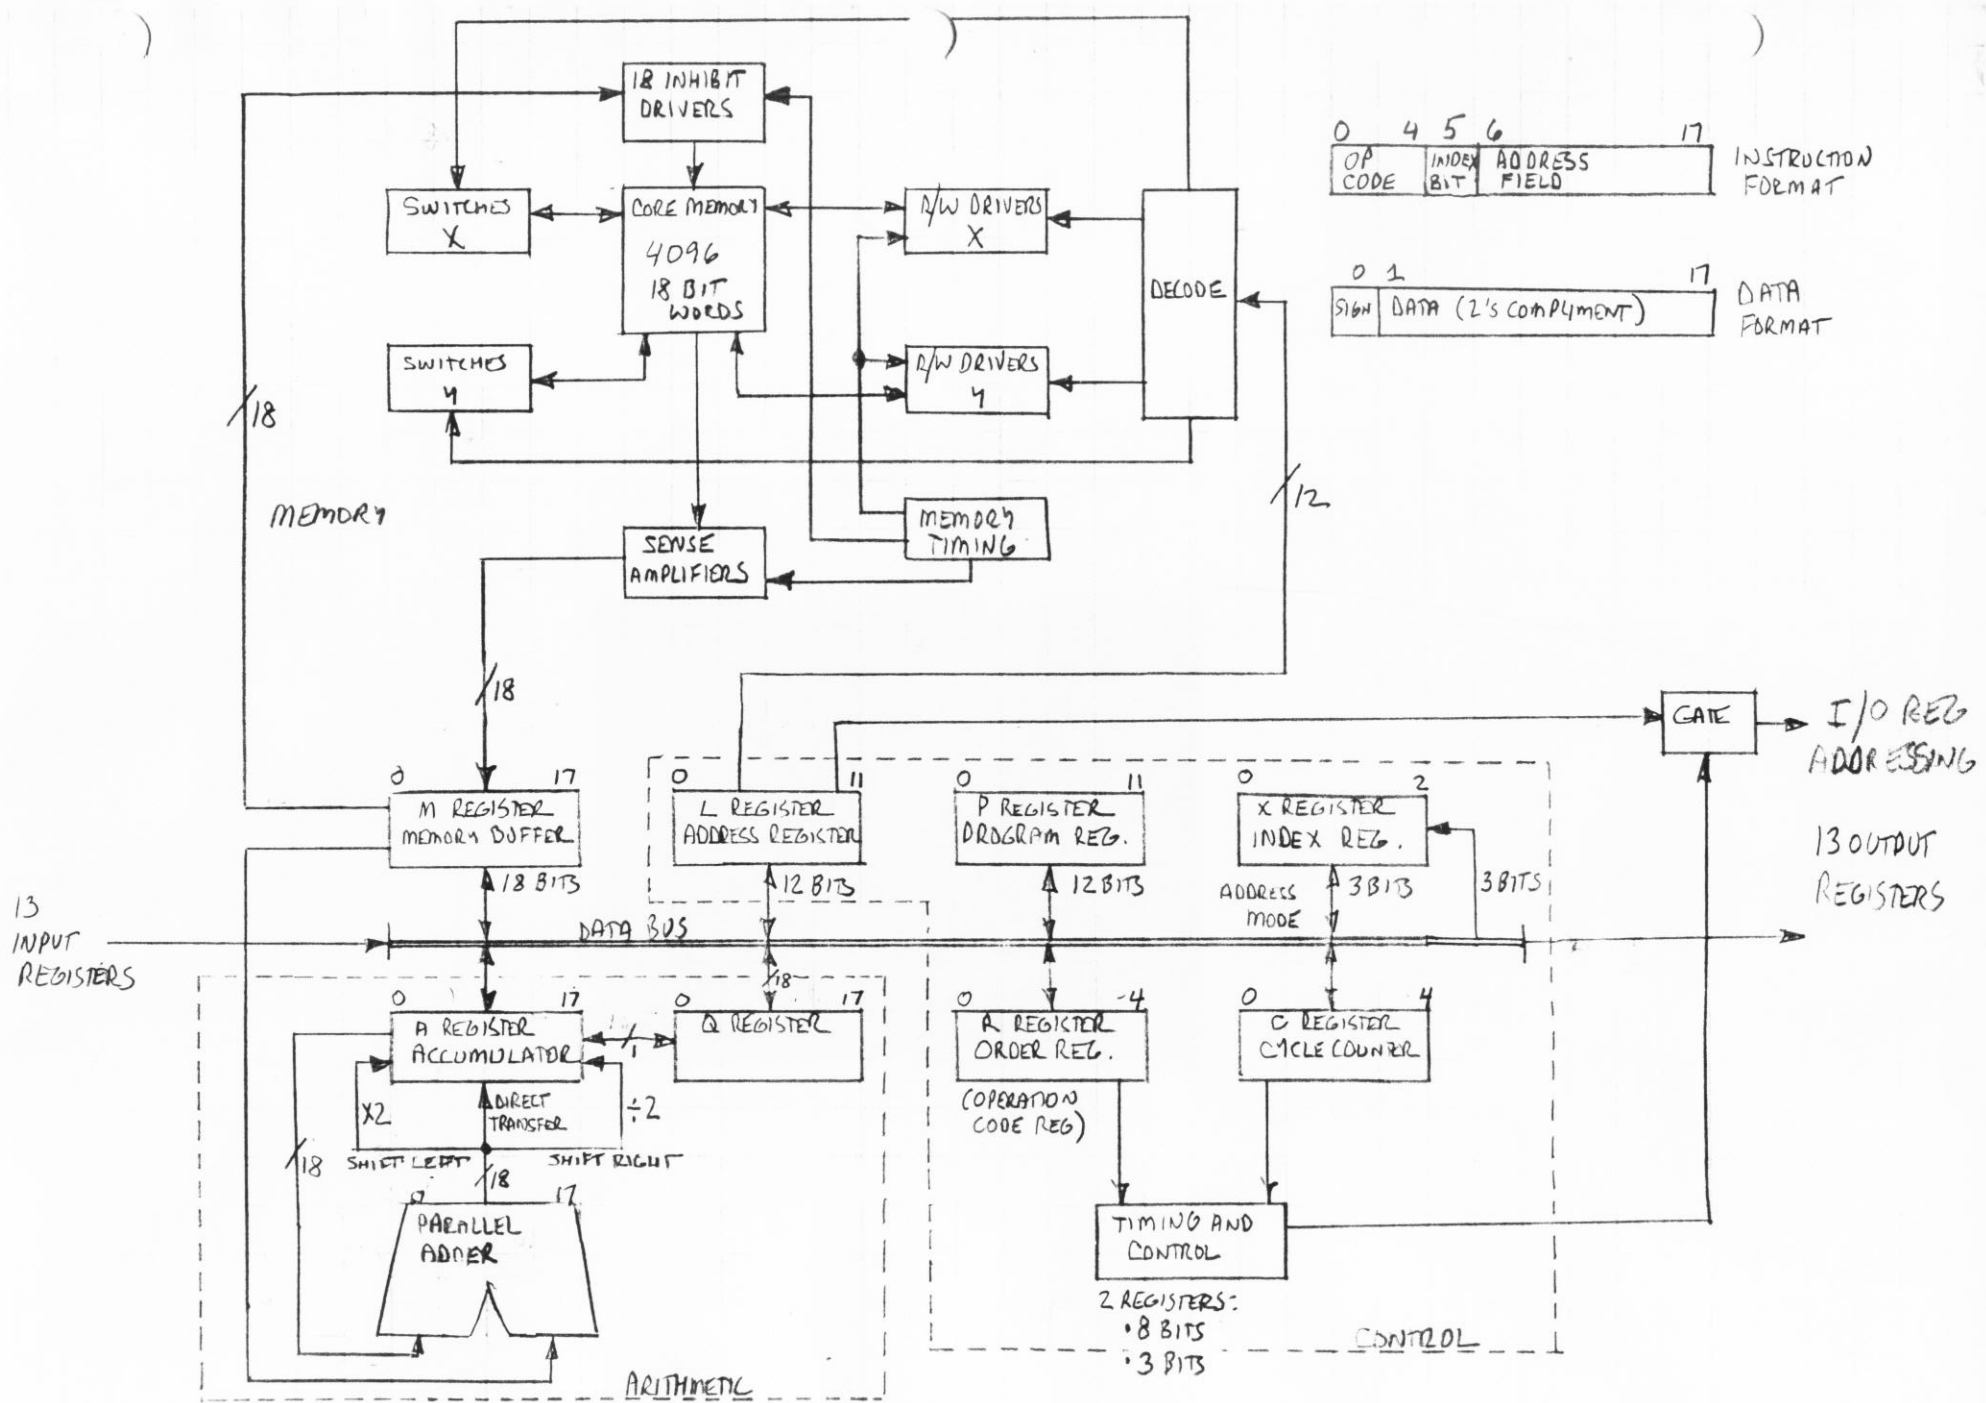 18 INHIBIT
DRIVERS
0 4 5 6 17
OP
CODE
INDEX
BIT
ADDRESS
FIELD
INSTRUCTION
FORMAT
SWITCHES
X
CORE MEMORY
4096
18 BIT
WORDS
R/W DRIVERS
X
DECODE
0 1 17
SIGN
DATA (2'S COMPLYMENT)
DATA
FORMAT
SWITCHES
Y
R/W DRIVERS
Y
18
12
MEMORY
MEMORY
TIMING
SENSE
AMPLIFIERS
18
GATE
I/O REG
ADDRESSING
0 17
M REGISTER
MEMORY BUFFER
18 BITS
0 11
L REGISTER
ADDRESS REGISTER
12 BITS
0 11
P REGISTER
PROGRAM REG.
12 BITS
0 2
X REGISTER
INDEX REG.
ADDRESS
MODE
3 BITS
3 BITS
13 OUTPUT
REGISTERS
13
INPUT
REGISTERS
DATA BUS
18
0 17
A REGISTER
ACCUMULATOR
1
0 17
Q REGISTER
0 4
R REGISTER
ORDER REG.
(OPERATION
CODE REG)
0 4
C REGISTER
CYCLE COUNTER
X2
DIRECT
TRANSFER
÷2
18
SHIFT LEFT
SHIFT RIGHT
18
0 17
PARALLEL
ADDER
TIMING AND
CONTROL
2 REGISTERS:
• 8 BITS
• 3 BITS
CONTROL
ARITHMETIC